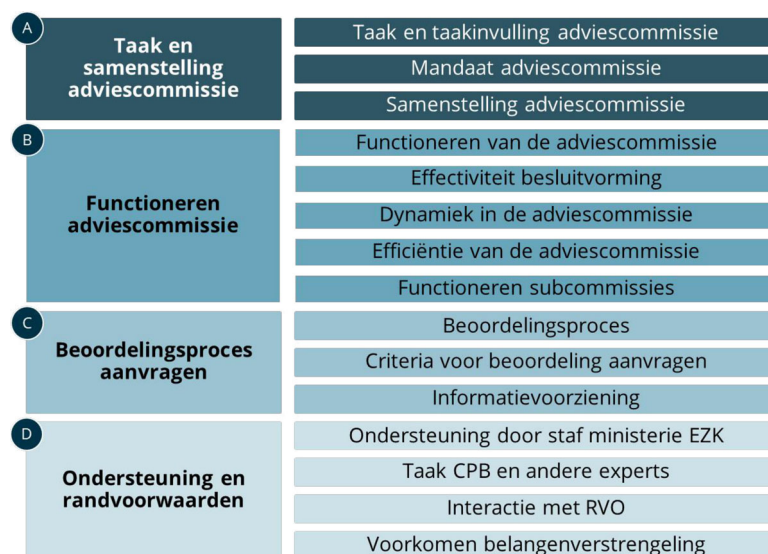 A
Taak en
samenstelling
adviescommissie
Taak en taakinvulling adviescommissie
Mandaat adviescommissie
Samenstelling adviescommissie
B
Functioneren
adviescommissie
Functioneren van de adviescommissie
Effectiviteit besluitvorming
Dynamiek in de adviescommissie
Efficiëntie van de adviescommissie
Functioneren subcommissies
C
Beoordelingsproces
aanvragen
Beoordelingsproces
Criteria voor beoordeling aanvragen
Informatievoorziening
D
Ondersteuning en
randvoorwaarden
Ondersteuning door staf ministerie EZK
Taak CPB en andere experts
Interactie met RVO
Voorkomen belangenverstrengeling